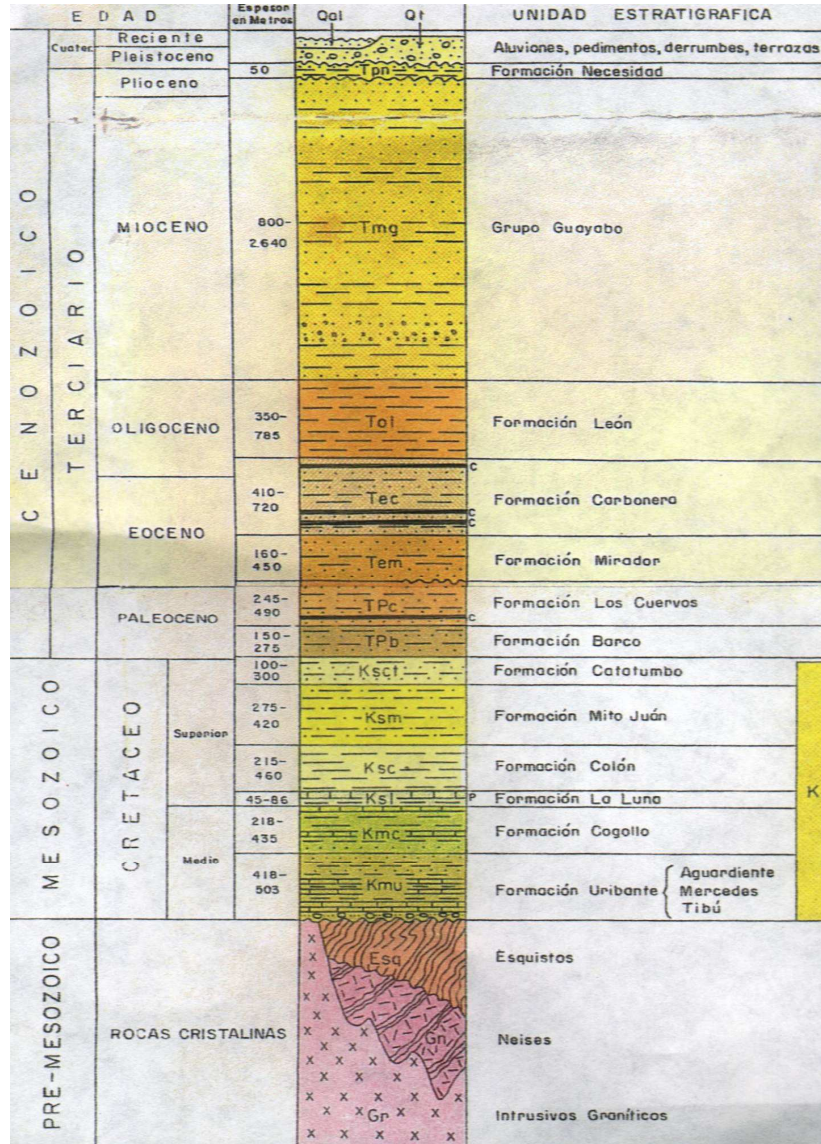 E D A D
Espesor
en Metros
Qal Qt
UNIDAD ESTRATIGRAFICA
CENOZOICO
TERCIARIO
Cuater.
Reciente
Pleistoceno
Aluviones, pedimentos, derrumbes, terrazas
Plioceno
50
Tpn
Formación Necesidad
MIOCENO
800-
2.640
Tmg
Grupo Guayabo
OLIGOCENO
350-
785
Tol
Formación León
C
410-
720
Tec
Formación Carbonera
C
C
EOCENO
160-
450
Tem
Formación Mirador
PALEOCENO
245-
490
TPc
Formación Los Cuervos
C
150-
275
TPb
Formación Barco
MESOZOICO
CRETACEO
Superior
100-
300
Ksct
Formación Catatumbo
275-
420
Ksm
Formación Mito Juán
215-
460
Ksc
Formación Colón
45-86
Ksl
P
Formación La Luna
K
Medio
218-
435
Kmc
Formación Cogollo
418-
503
Kmu
Formación Uribante
Aguardiente
Mercedes
Tibú
PRE-MESOZOICO
ROCAS CRISTALINAS
Esq
Esquistos
Gn
Neises
Gr
Intrusivos Graníticos